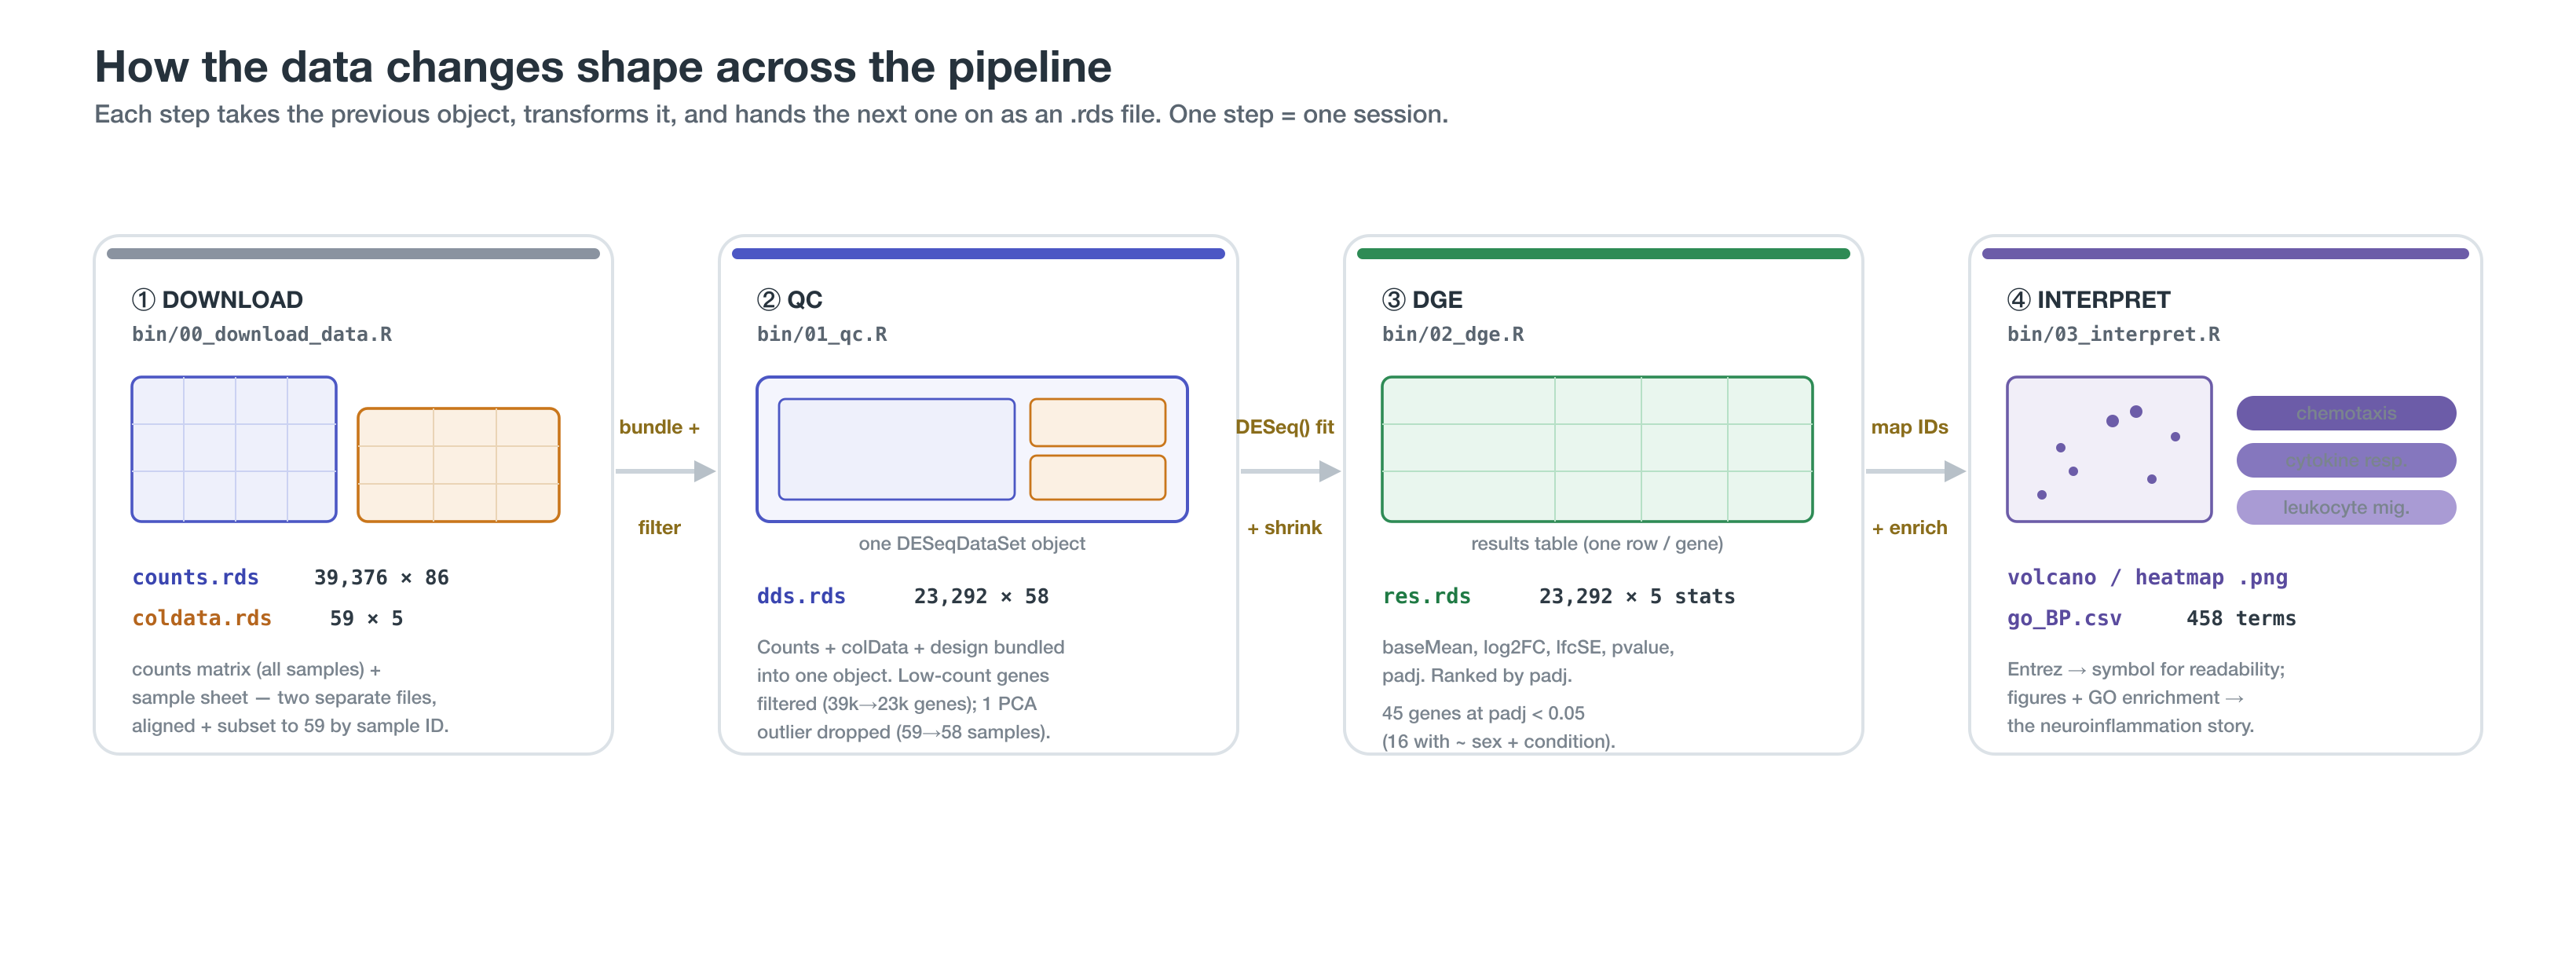 How the data changes shape across the pipeline
Each step takes the previous object, transforms it, and hands the next one on as an .rds file. One step = one session.
① DOWNLOAD
bin/00_download_data.R
counts.rds 39,376 × 86
coldata.rds 59 × 5
counts matrix (all samples) +
sample sheet — two separate files,
aligned + subset to 59 by sample ID.
bundle +
filter
② QC
bin/01_qc.R
one DESeqDataSet object
dds.rds 23,292 × 58
Counts + colData + design bundled
into one object. Low-count genes
filtered (39k→23k genes); 1 PCA
outlier dropped (59→58 samples).
DESeq() fit
+ shrink
③ DGE
bin/02_dge.R
results table (one row / gene)
res.rds 23,292 × 5 stats
baseMean, log2FC, lfcSE, pvalue,
padj. Ranked by padj.
45 genes at padj < 0.05
(16 with ~ sex + condition).
map IDs
+ enrich
④ INTERPRET
bin/03_interpret.R
chemotaxis
leukocyte mig.
volcano / heatmap .png
go_BP.csv 458 terms
Entrez → symbol for readability;
figures + GO enrichment →
the neuroinflammation story.